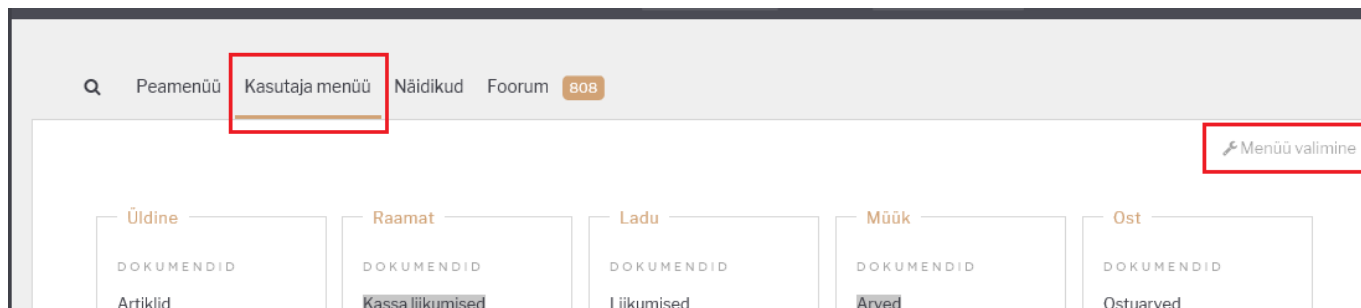 Peamenüü Kasutaja menüü Näidikud Foorum 808
Menüü valimine
Üldine Raamat Ladu Müük Ost
DOKUMENDID DOKUMENDID DOKUMENDID DOKUMENDID DOKUMENDID
Artiklid Kassa liikumised Liikumised Arved Ostuarved